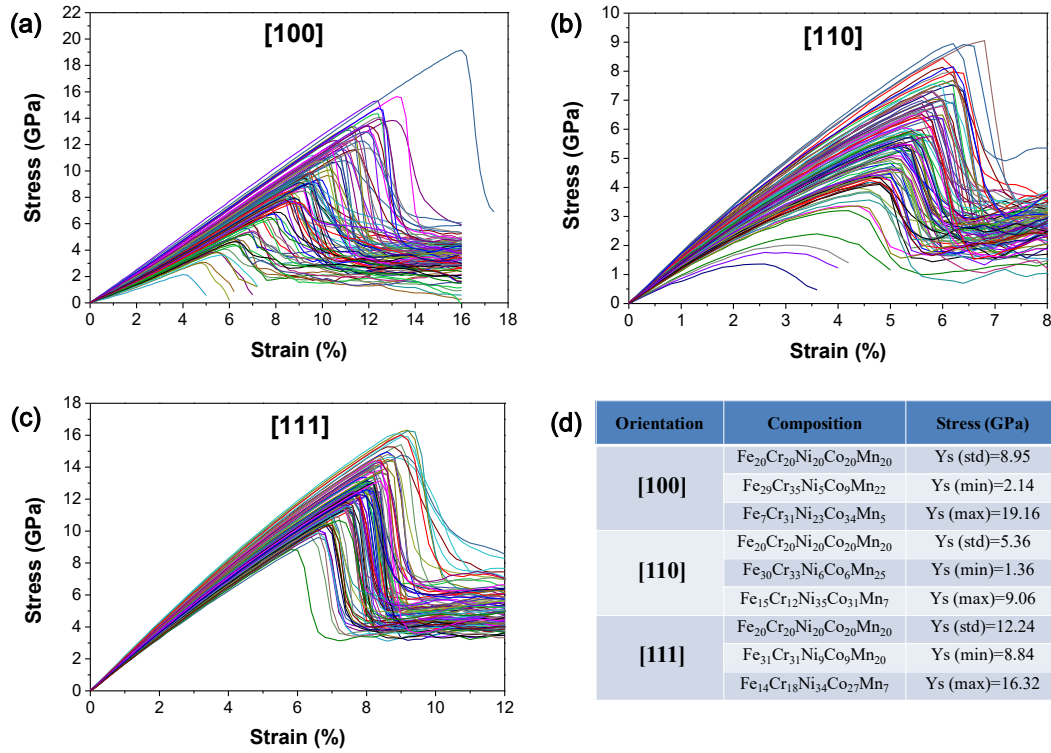 (a)
[100]
22
20
18
16
14
12
10
8
6
4
2
0
Stress (GPa)
0 2 4 6 8 10 12 14 16 18
Strain (%)
(b)
[110]
10
9
8
7
6
5
4
3
2
1
0
Stress (GPa)
0 1 2 3 4 5 6 7 8
Strain (%)
(c)
[111]
18
16
14
12
10
8
6
4
2
0
Stress (GPa)
0 2 4 6 8 10 12
Strain (%)
(d)
Orientation Composition Stress (GPa)
[100]
Fe₂₀Cr₂₀Ni₂₀Co₂₀Mn₂₀ Ys (std)=8.95
Fe₂₉Cr₃₅Ni₅Co₉Mn₂₂ Ys (min)=2.14
Fe₇Cr₃₁Ni₂₃Co₃₄Mn₅ Ys (max)=19.16
[110]
Fe₂₀Cr₂₀Ni₂₀Co₂₀Mn₂₀ Ys (std)=5.36
Fe₃₀Cr₃₃Ni₆Co₆Mn₂₅ Ys (min)=1.36
Fe₁₅Cr₁₂Ni₃₅Co₃₁Mn₇ Ys (max)=9.06
[111]
Fe₂₀Cr₂₀Ni₂₀Co₂₀Mn₂₀ Ys (std)=12.24
Fe₃₁Cr₃₁Ni₉Co₉Mn₂₀ Ys (min)=8.84
Fe₁₄Cr₁₈Ni₃₄Co₂₇Mn₇ Ys (max)=16.32